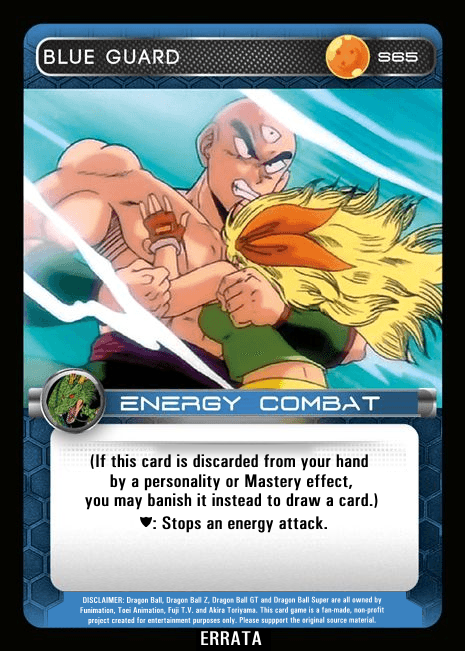 BLUE GUARD
S65
ENERGY COMBAT
(If this card is discarded from your hand
by a personality or Mastery effect,
you may banish it instead to draw a card.)
: Stops an energy attack.
DISCLAIMER: Dragon Ball, Dragon Ball Z, Dragon Ball GT and Dragon Ball Super are all owned by
Funimation, Toei Animation, Fuji T.V. and Akira Toriyama. This card game is a fan-made, non-profit
project created for entertainment purposes only. Please suppport the original source material.
ERRATA